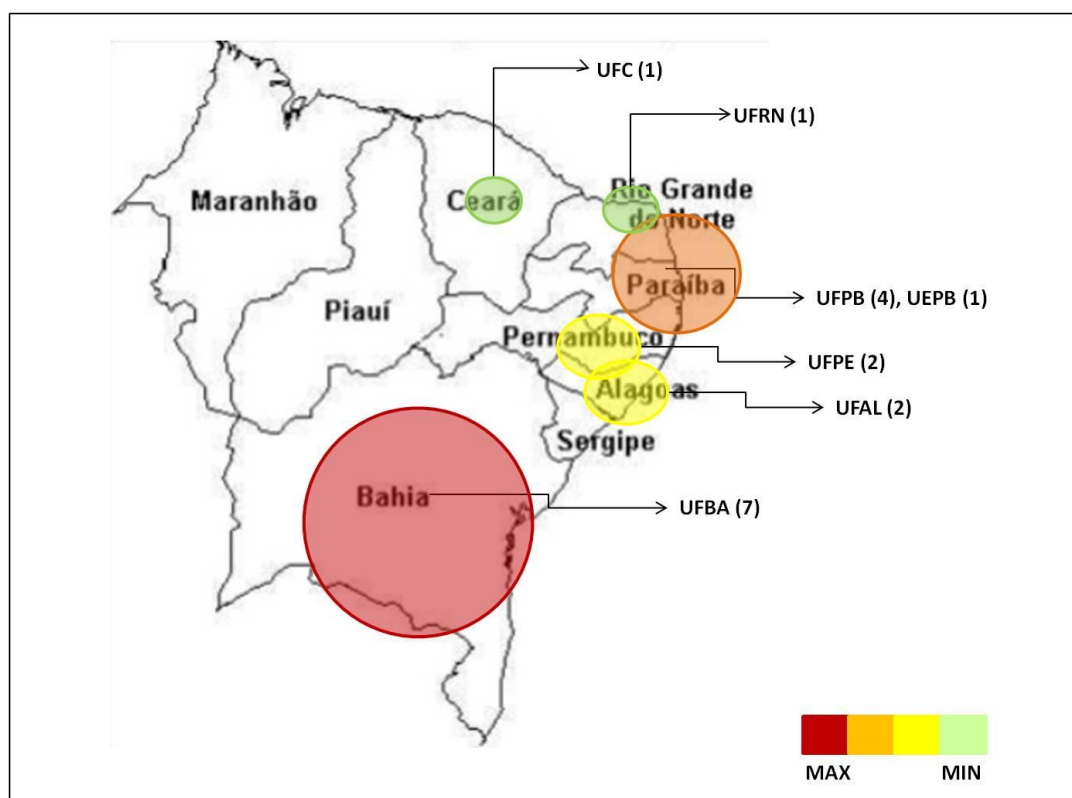 UFC (1)
UFRN (1)
Maranhão
Ceará
Rio Grande
do Norte
Paraíba
UFPB (4), UEPB (1)
Piauí
Pernambuco
UFPE (2)
Alagoas
UFAL (2)
Sergipe
Bahia
UFBA (7)
MAX
MIN